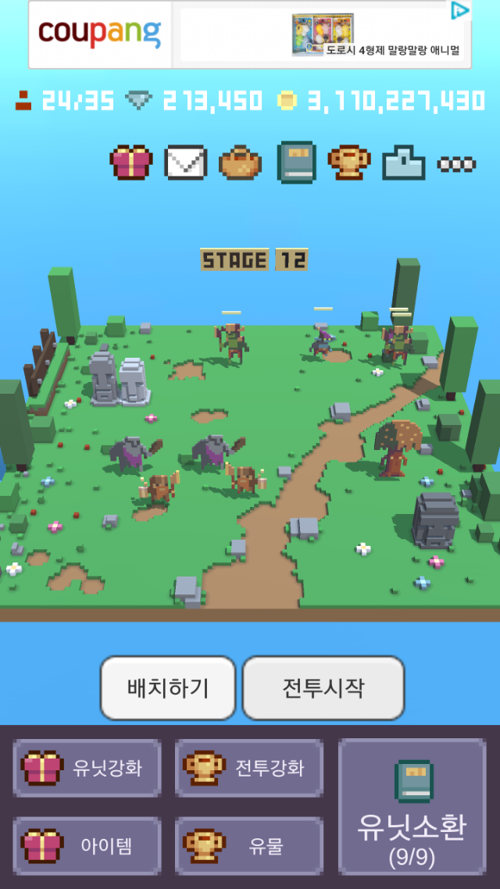 coupang
도로시 4형제 말랑말랑 애니멀
24/35 213,450 3,110,227,430
STAGE 12
배치하기 전투시작
유닛강화 전투강화
아이템 유물
유닛소환
(9/9)